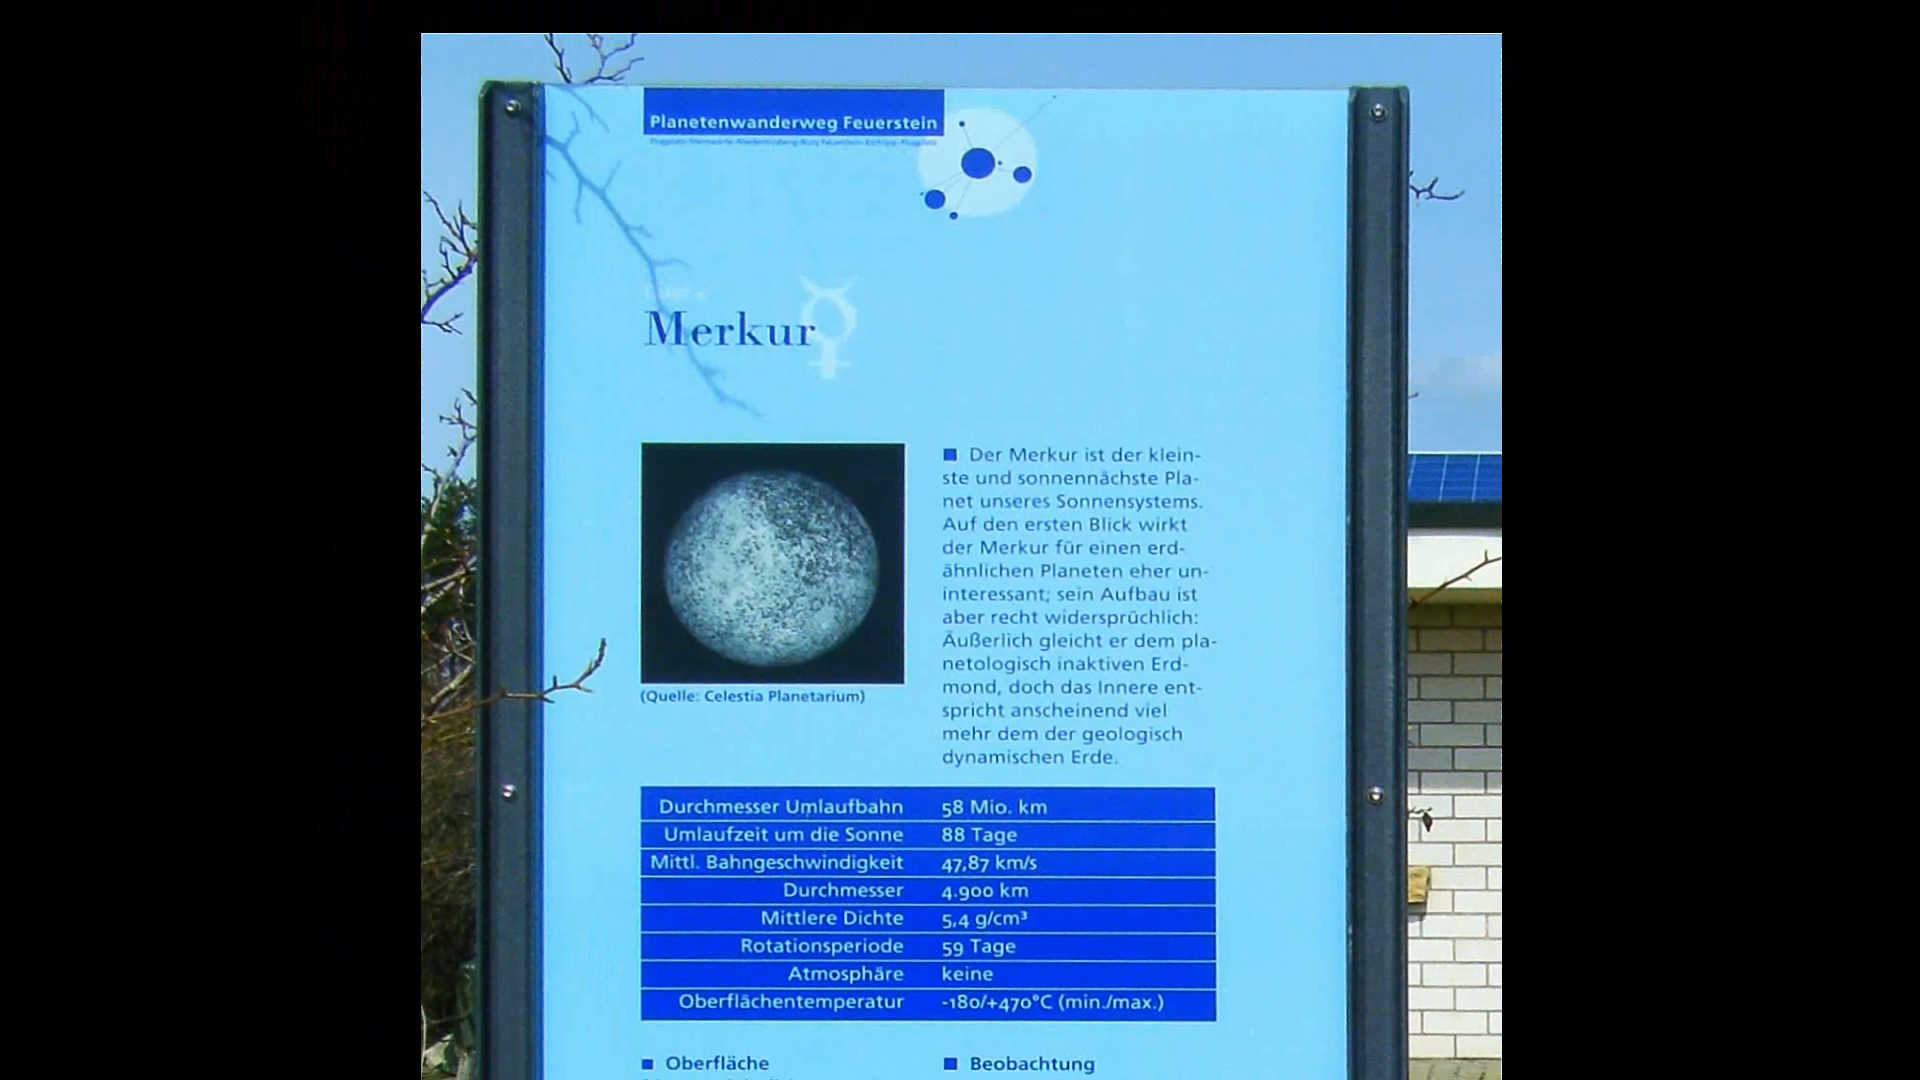 Planetenwanderweg Feuerstein
Merkur
■ Der Merkur ist der klein-
ste und sonnennächste Pla-
net unseres Sonnensystems.
Auf den ersten Blick wirkt
der Merkur für einen erd-
ähnlichen Planeten eher un-
interessant; sein Aufbau ist
aber recht widersprüchlich:
Äußerlich gleicht er dem pla-
netologisch inaktiven Erd-
mond, doch das Innere ent-
spricht anscheinend viel
mehr dem der geologisch
dynamischen Erde.
(Quelle: Celestia Planetarium)
Durchmesser Umlaufbahn 58 Mio. km
Umlaufzeit um die Sonne 88 Tage
Mittl. Bahngeschwindigkeit 47,87 km/s
Durchmesser 4.900 km
Mittlere Dichte 5,4 g/cm³
Rotationsperiode 59 Tage
Atmosphäre keine
Oberflächentemperatur -180/+470°C (min./max.)
■ Oberfläche
■ Beobachtung